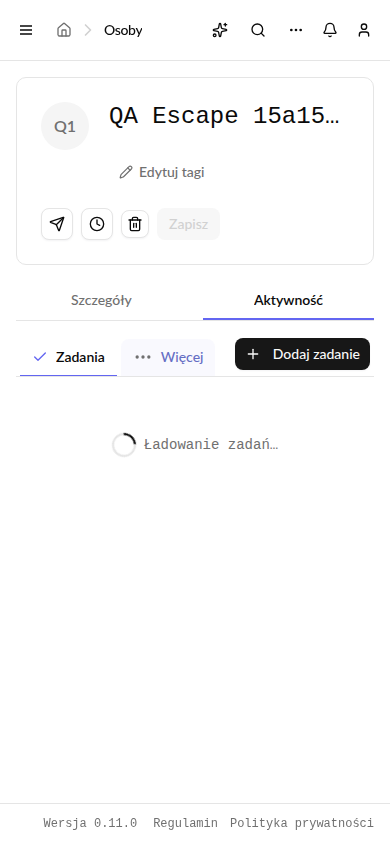 Osoby
Q1
QA Escape 15a15…
Edytuj tagi
Zapisz
Szczegóły
Aktywność
Zadania
Więcej
Dodaj zadanie
Ładowanie zadań…
Wersja 0.11.0 Regulamin Polityka prywatności